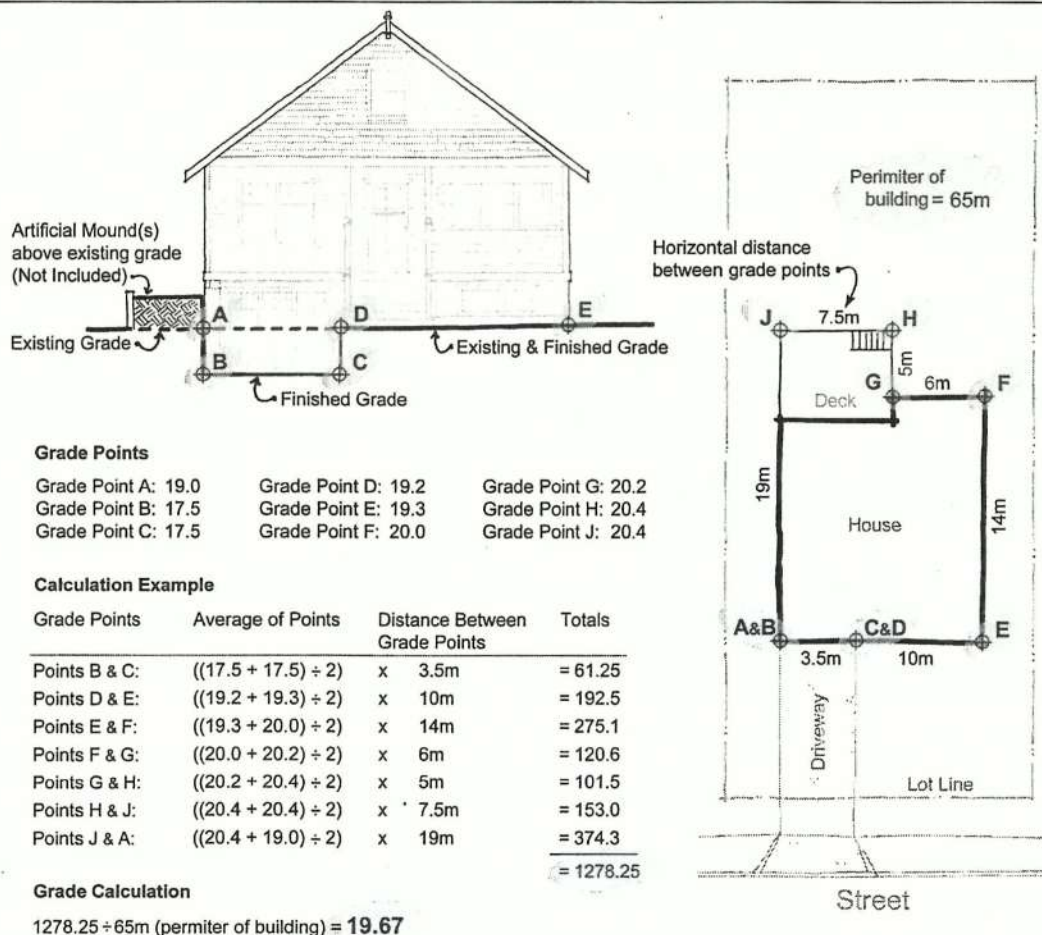 Artificial Mound(s)
above existing grade
(Not Included)
A
D
E
Existing Grade
Existing & Finished Grade
B
C
Finished Grade
Perimiter of
building = 65m
Horizontal distance
between grade points
J
7.5m
H
5m
G
6m
F
Deck
19m
House
14m
A&B
C&D
E
3.5m
10m
Driveway
Lot Line
Street
Grade Points
Grade Point A: 19.0 Grade Point D: 19.2 Grade Point G: 20.2
Grade Point B: 17.5 Grade Point E: 19.3 Grade Point H: 20.4
Grade Point C: 17.5 Grade Point F: 20.0 Grade Point J: 20.4
Calculation Example
Grade Points Average of Points Distance Between Totals
Grade Points
Points B & C: ((17.5 + 17.5) ÷ 2) x 3.5m = 61.25
Points D & E: ((19.2 + 19.3) ÷ 2) x 10m = 192.5
Points E & F: ((19.3 + 20.0) ÷ 2) x 14m = 275.1
Points F & G: ((20.0 + 20.2) ÷ 2) x 6m = 120.6
Points G & H: ((20.2 + 20.4) ÷ 2) x 5m = 101.5
Points H & J: ((20.4 + 20.4) ÷ 2) x 7.5m = 153.0
Points J & A: ((20.4 + 19.0) ÷ 2) x 19m = 374.3
= 1278.25
Grade Calculation
1278.25 ÷ 65m (permiter of building) = 19.67